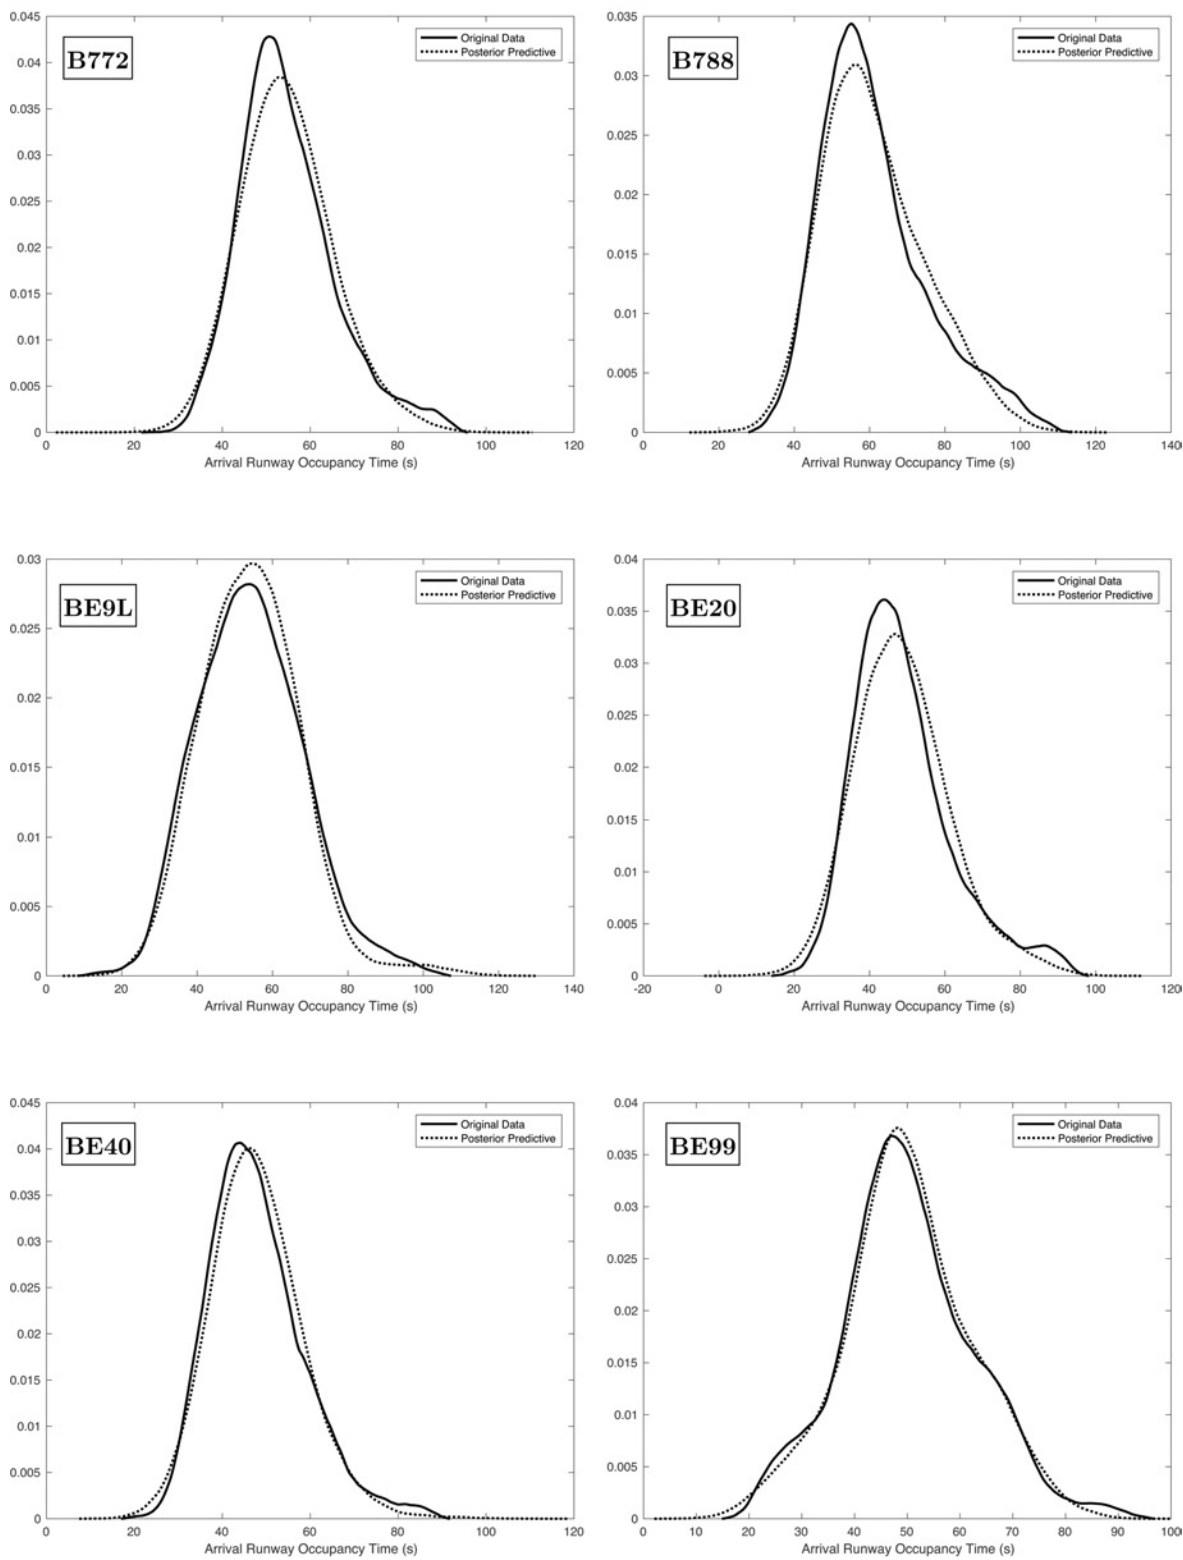 B772
Original Data
Posterior Predictive
0.045
0.04
0.035
0.03
0.025
0.02
0.015
0.01
0.005
0
0 20 40 60 80 100 120
Arrival Runway Occupancy Time (s)
B788
Original Data
Posterior Predictive
0.035
0.03
0.025
0.02
0.015
0.01
0.005
0
0 20 40 60 80 100 120 140
Arrival Runway Occupancy Time (s)
BE9L
Original Data
Posterior Predictive
0.03
0.025
0.02
0.015
0.01
0.005
0
0 20 40 60 80 100 120 140
Arrival Runway Occupancy Time (s)
BE20
Original Data
Posterior Predictive
0.04
0.035
0.03
0.025
0.02
0.015
0.01
0.005
0
-20 0 20 40 60 80 100 120
Arrival Runway Occupancy Time (s)
BE40
Original Data
Posterior Predictive
0.045
0.04
0.035
0.03
0.025
0.02
0.015
0.01
0.005
0
0 20 40 60 80 100 120
Arrival Runway Occupancy Time (s)
BE99
Original Data
Posterior Predictive
0.04
0.035
0.03
0.025
0.02
0.015
0.01
0.005
0
0 10 20 30 40 50 60 70 80 90 100
Arrival Runway Occupancy Time (s)